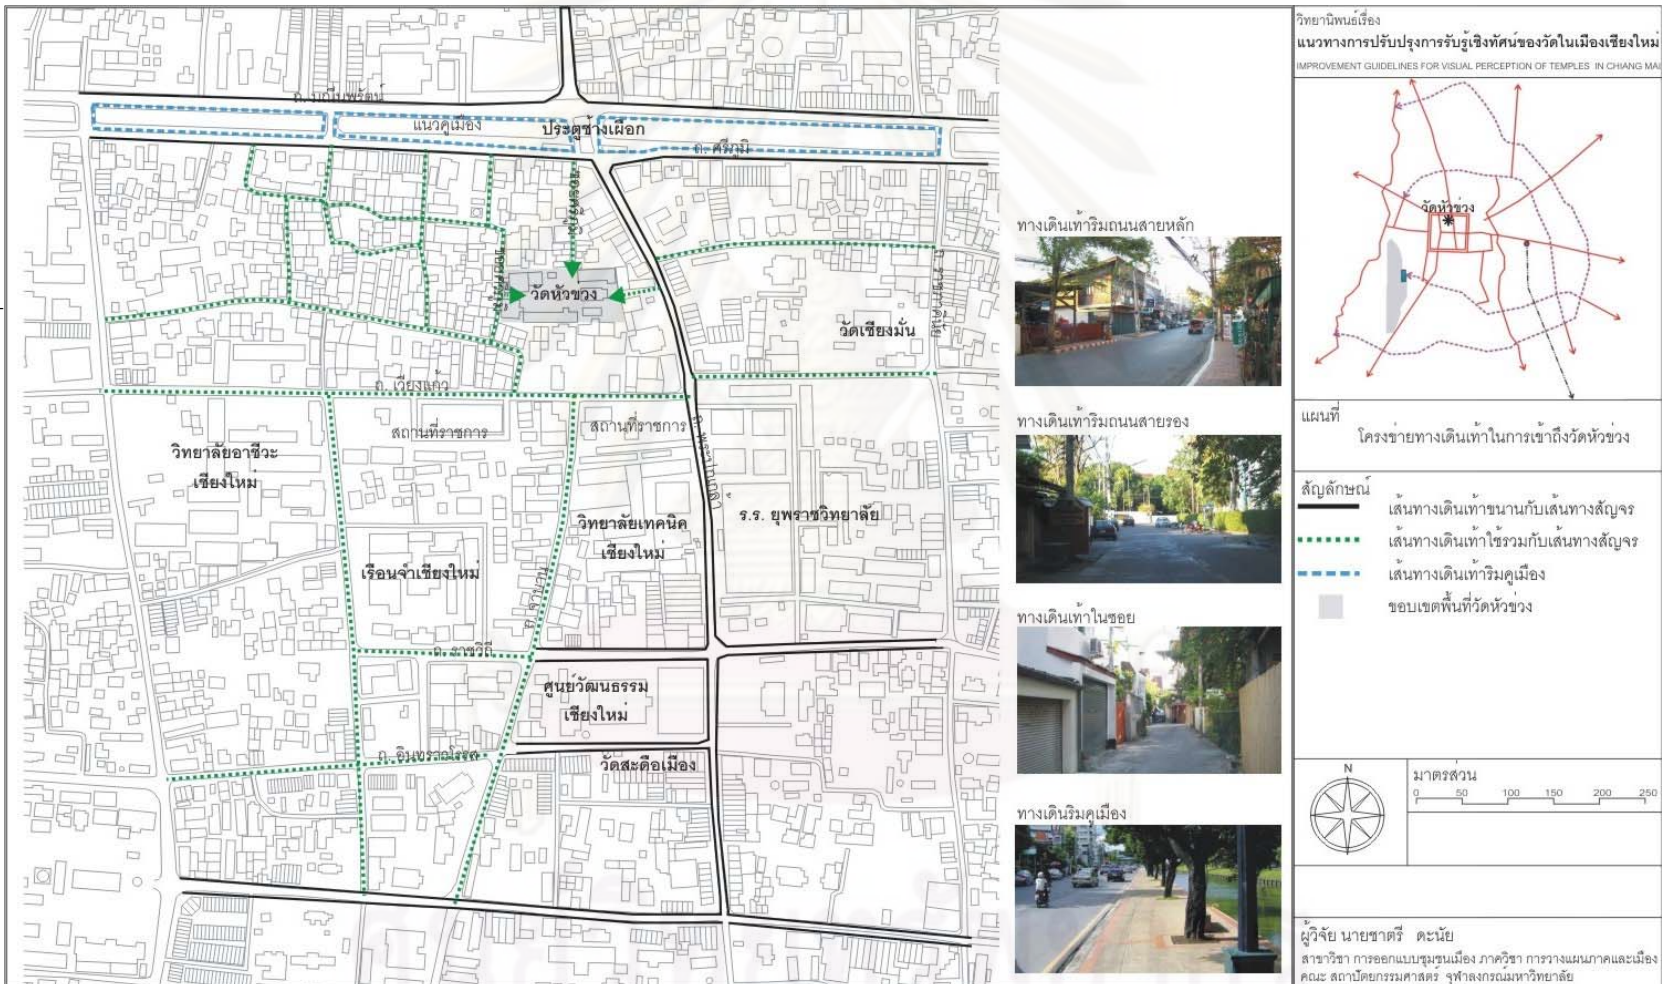 ถ. มณีนพรัตน์
แนวคูเมือง
ประตูช้างเผือก
ถ. ศรีภูมิ
วัดหัวขวง
วัดเชียงมั่น
ถ. เวียงแก้ว
สถานที่ราชการ
สถานที่ราชการ
วิทยาลัยอาชีวะ
เชียงใหม่
ถ. พระปกเกล้า
ร.ร. ยุพราชวิทยาลัย
วิทยาลัยเทคนิค
เชียงใหม่
เรือนจำเชียงใหม่
ถ. จาบาน
ถ. ราชวิถี
ศูนย์วัฒนธรรม
เชียงใหม่
ถ. อินทวโรรส
วัดสะดือเมือง
ทางเดินเท้าริมถนนสายหลัก
ทางเดินเท้าริมถนนสายรอง
ทางเดินเท้าในซอย
ทางเดินริมคูเมือง
วิทยานิพนธ์เรื่อง
แนวทางการปรับปรุงการรับรู้เชิงทัศน์ของวัดในเมืองเชียงใหม่
IMPROVEMENT GUIDELINES FOR VISUAL PERCEPTION OF TEMPLES IN CHIANG MAI
วัดหัวข่วง
แผนที่
โครงข่ายทางเดินเท้าในการเข้าถึงวัดหัวข่วง
สัญลักษณ์
เส้นทางเดินเท้าขนานกับเส้นทางสัญจร
เส้นทางเดินเท้าใช้รวมกับเส้นทางสัญจร
เส้นทางเดินเท้าริมคูเมือง
ขอบเขตพื้นที่วัดหัวข่วง
N
มาตรส่วน
0 50 100 150 200 250
ผู้วิจัย นายชาตรี ดะนัย
สาขาวิชา การออกแบบชุมชนเมือง ภาควิชา การวางแผนภาคและเมือง
คณะ สถาปัตยกรรมศาสตร์ จุฬาลงกรณ์มหาวิทยาลัย